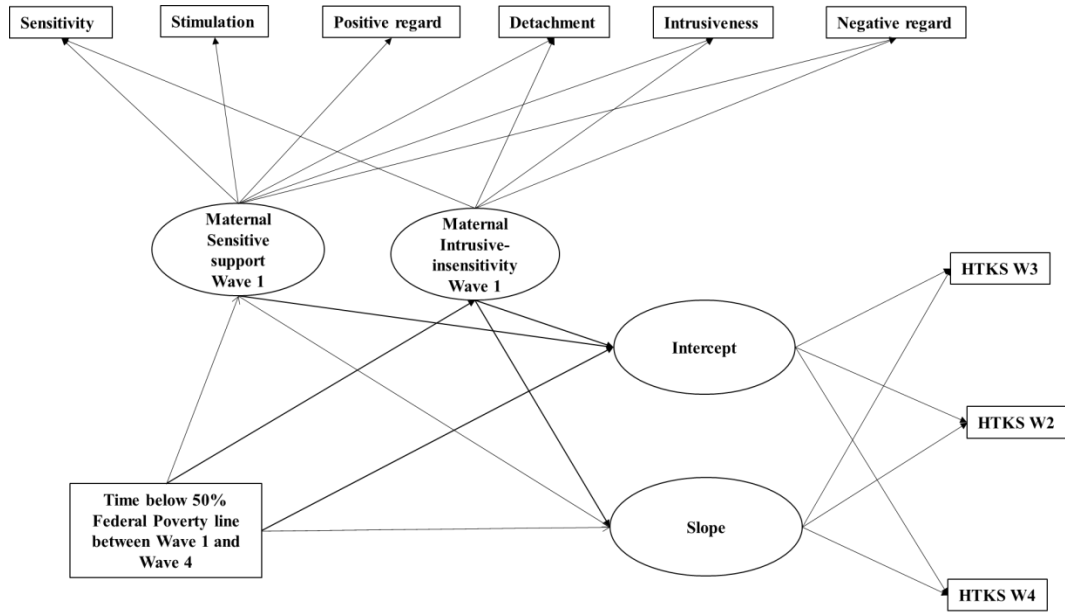 Sensitivity
Stimulation
Positive regard
Detachment
Intrusiveness
Negative regard
Maternal
Sensitive
support
Wave 1
Maternal
Intrusive-
insensitivity
Wave 1
HTKS W3
Intercept
HTKS W2
Time below 50%
Federal Poverty line
between Wave 1 and
Wave 4
Slope
HTKS W4